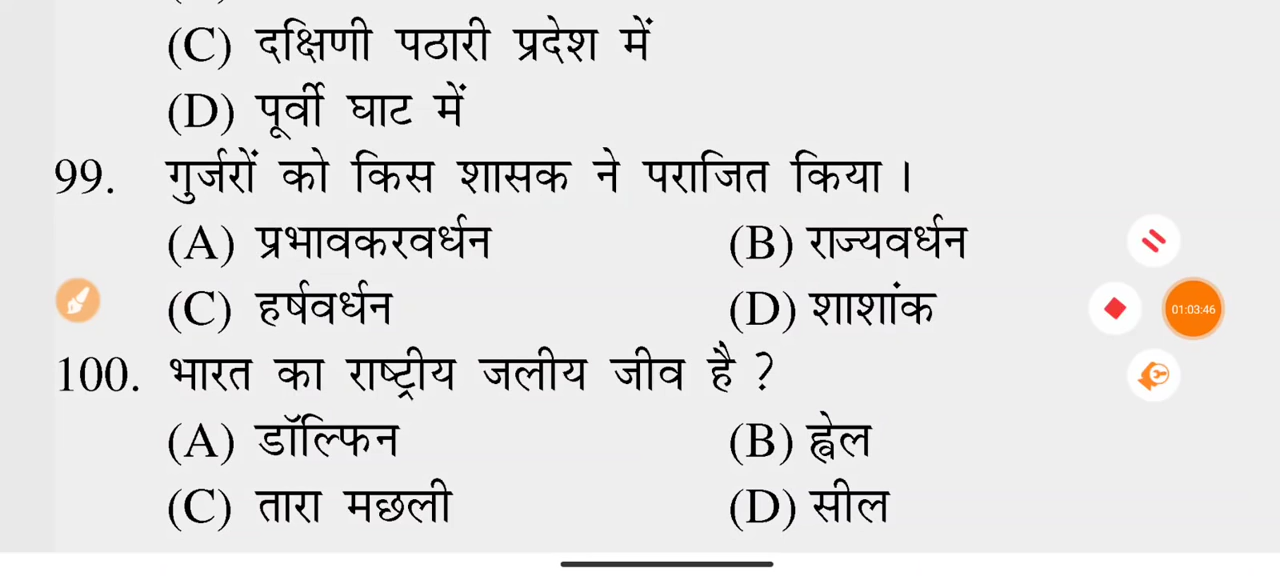 (C) दक्षिणी पठारी प्रदेश में
(D) पूर्वी घाट में
99. गुर्जरों को किस शासक ने पराजित किया ।
(A) प्रभावकरवर्धन (B) राज्यवर्धन
(C) हर्षवर्धन (D) शाशांक
01:03:46
100. भारत का राष्ट्रीय जलीय जीव है ?
(A) डॉल्फिन (B) ह्वेल
(C) तारा मछली (D) सील